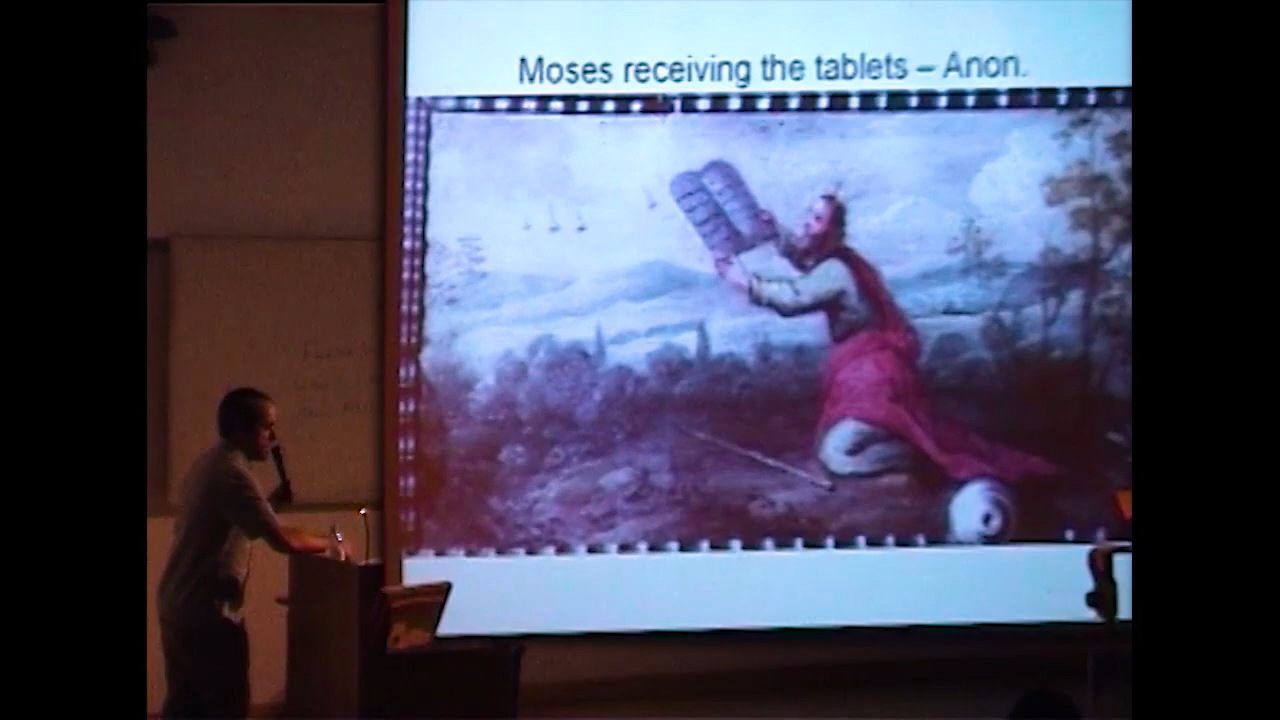 Moses receiving the tablets – Anon.